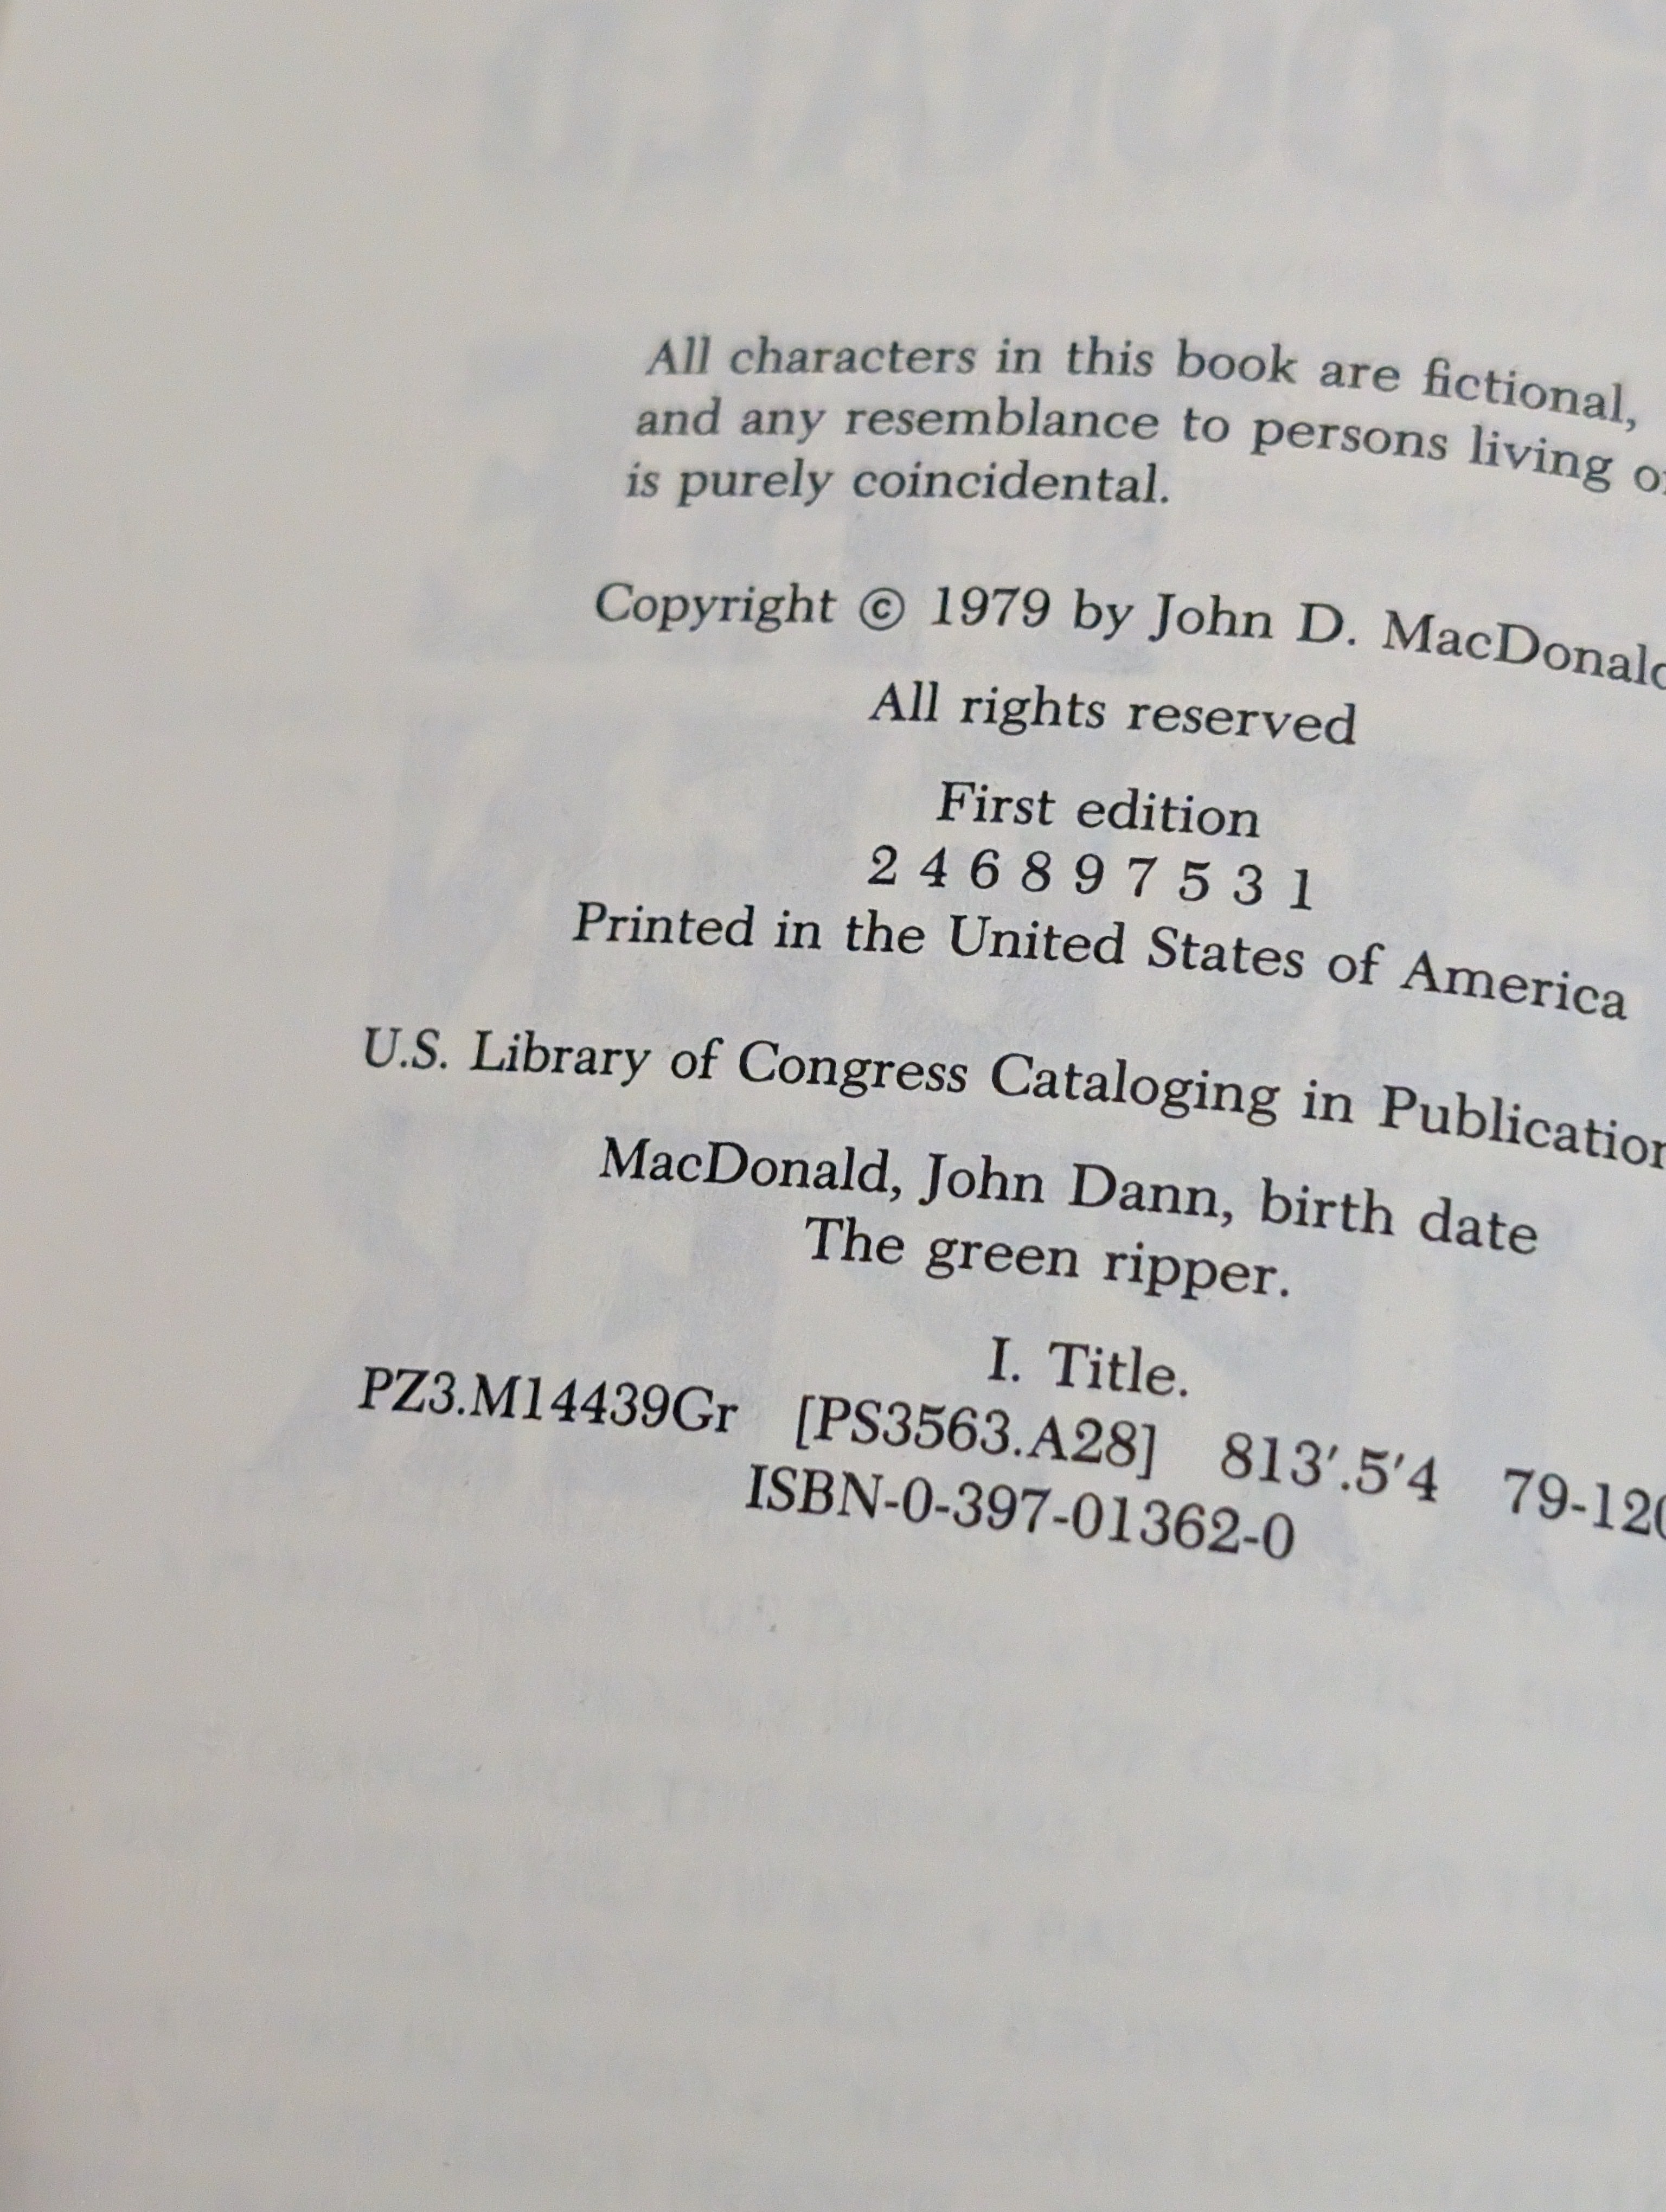 All characters in this book are fictional,
and any resemblance to persons living
is purely coincidental.
Copyright © 1979 by John D. MacDonald
All rights reserved
First edition
2 4 6 8 9 7 5 3 1
Printed in the United States of America
U.S. Library of Congress Cataloging in Publication
MacDonald, John Dann, birth date
The green ripper.
I. Title.
PZ3.M14439Gr [PS3563.A28] 813'.5'4
ISBN-0-397-01362-0